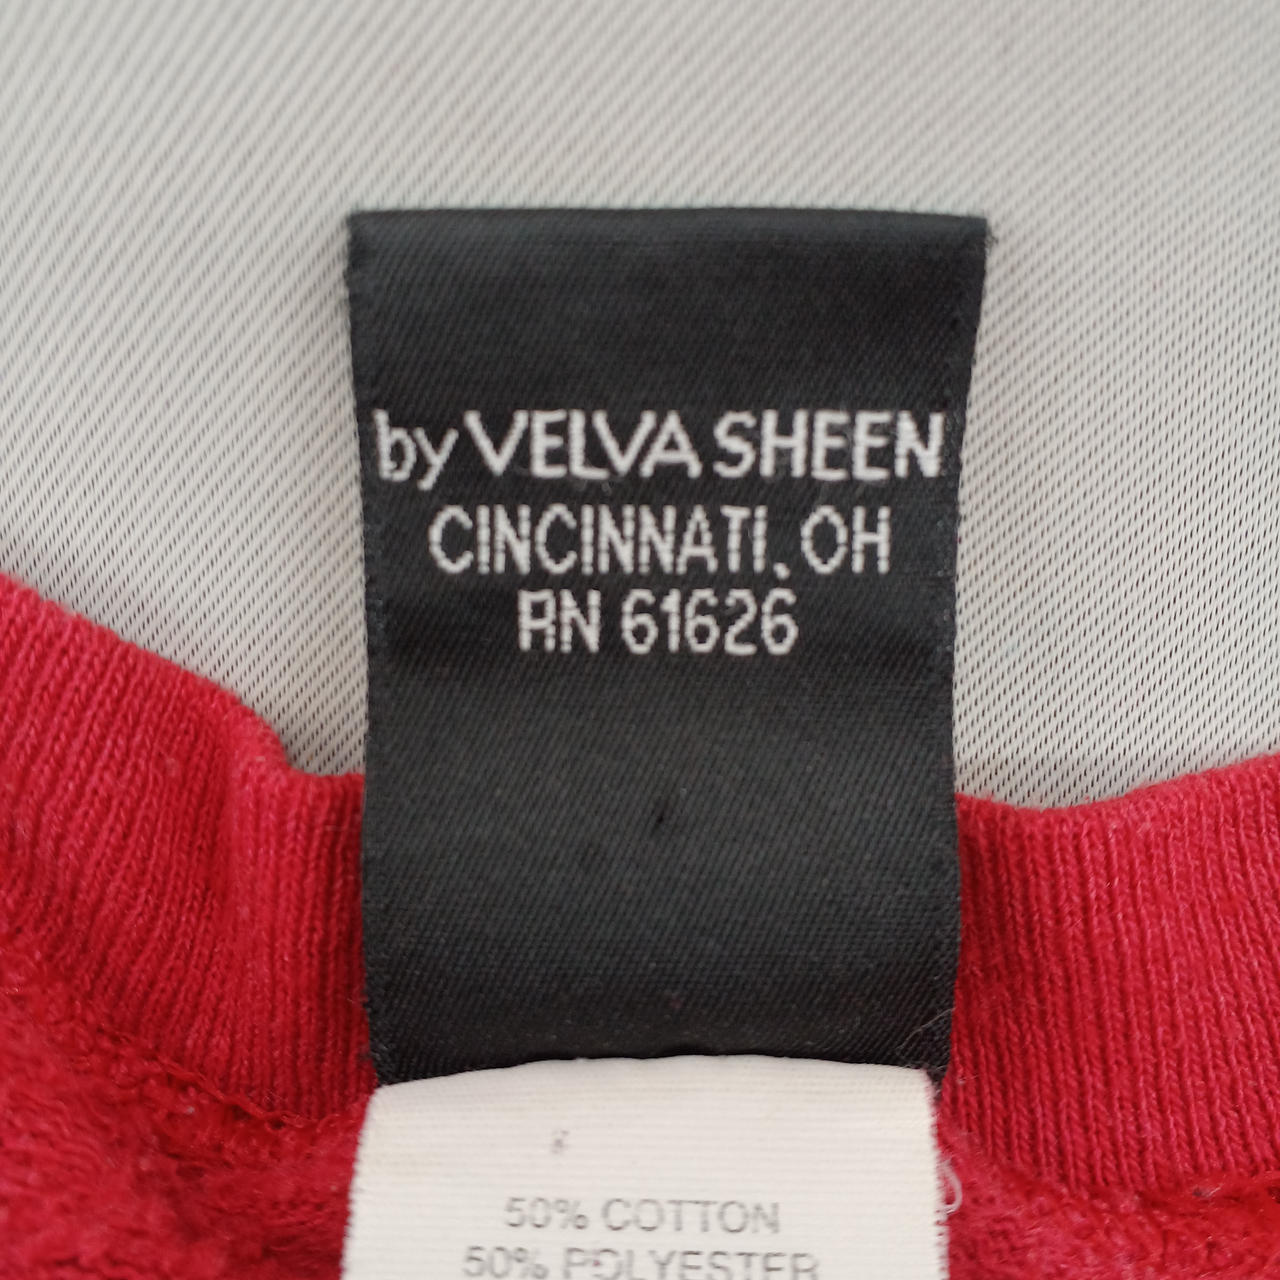 by VELVA SHEEN
CINCINNATI, OH
RN 61626
50% COTTON
50% POLYESTER